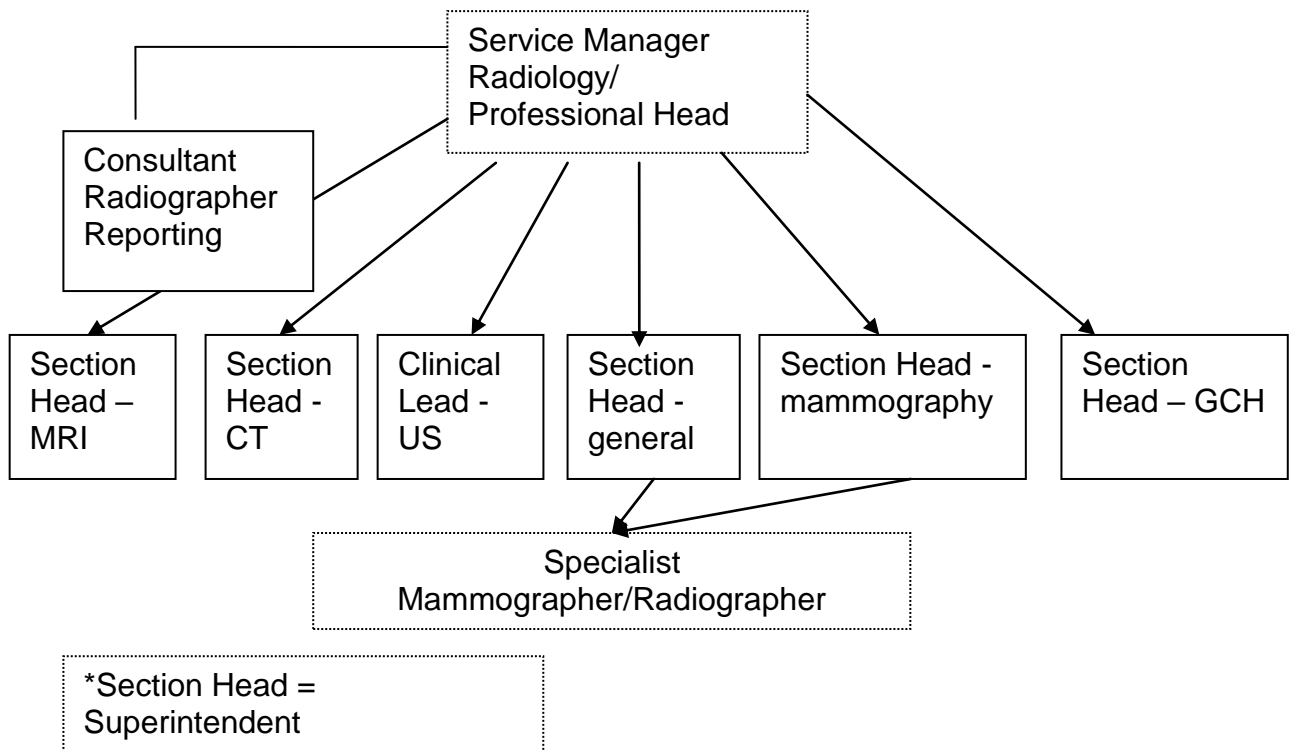 Service Manager
Radiology/
Professional Head
Consultant
Radiographer
Reporting
Section
Head –
MRI
Section
Head -
CT
Clinical
Lead -
US
Section
Head -
general
Section Head -
mammography
Section
Head – GCH
Specialist
Mammographer/Radiographer
*Section Head =
Superintendent